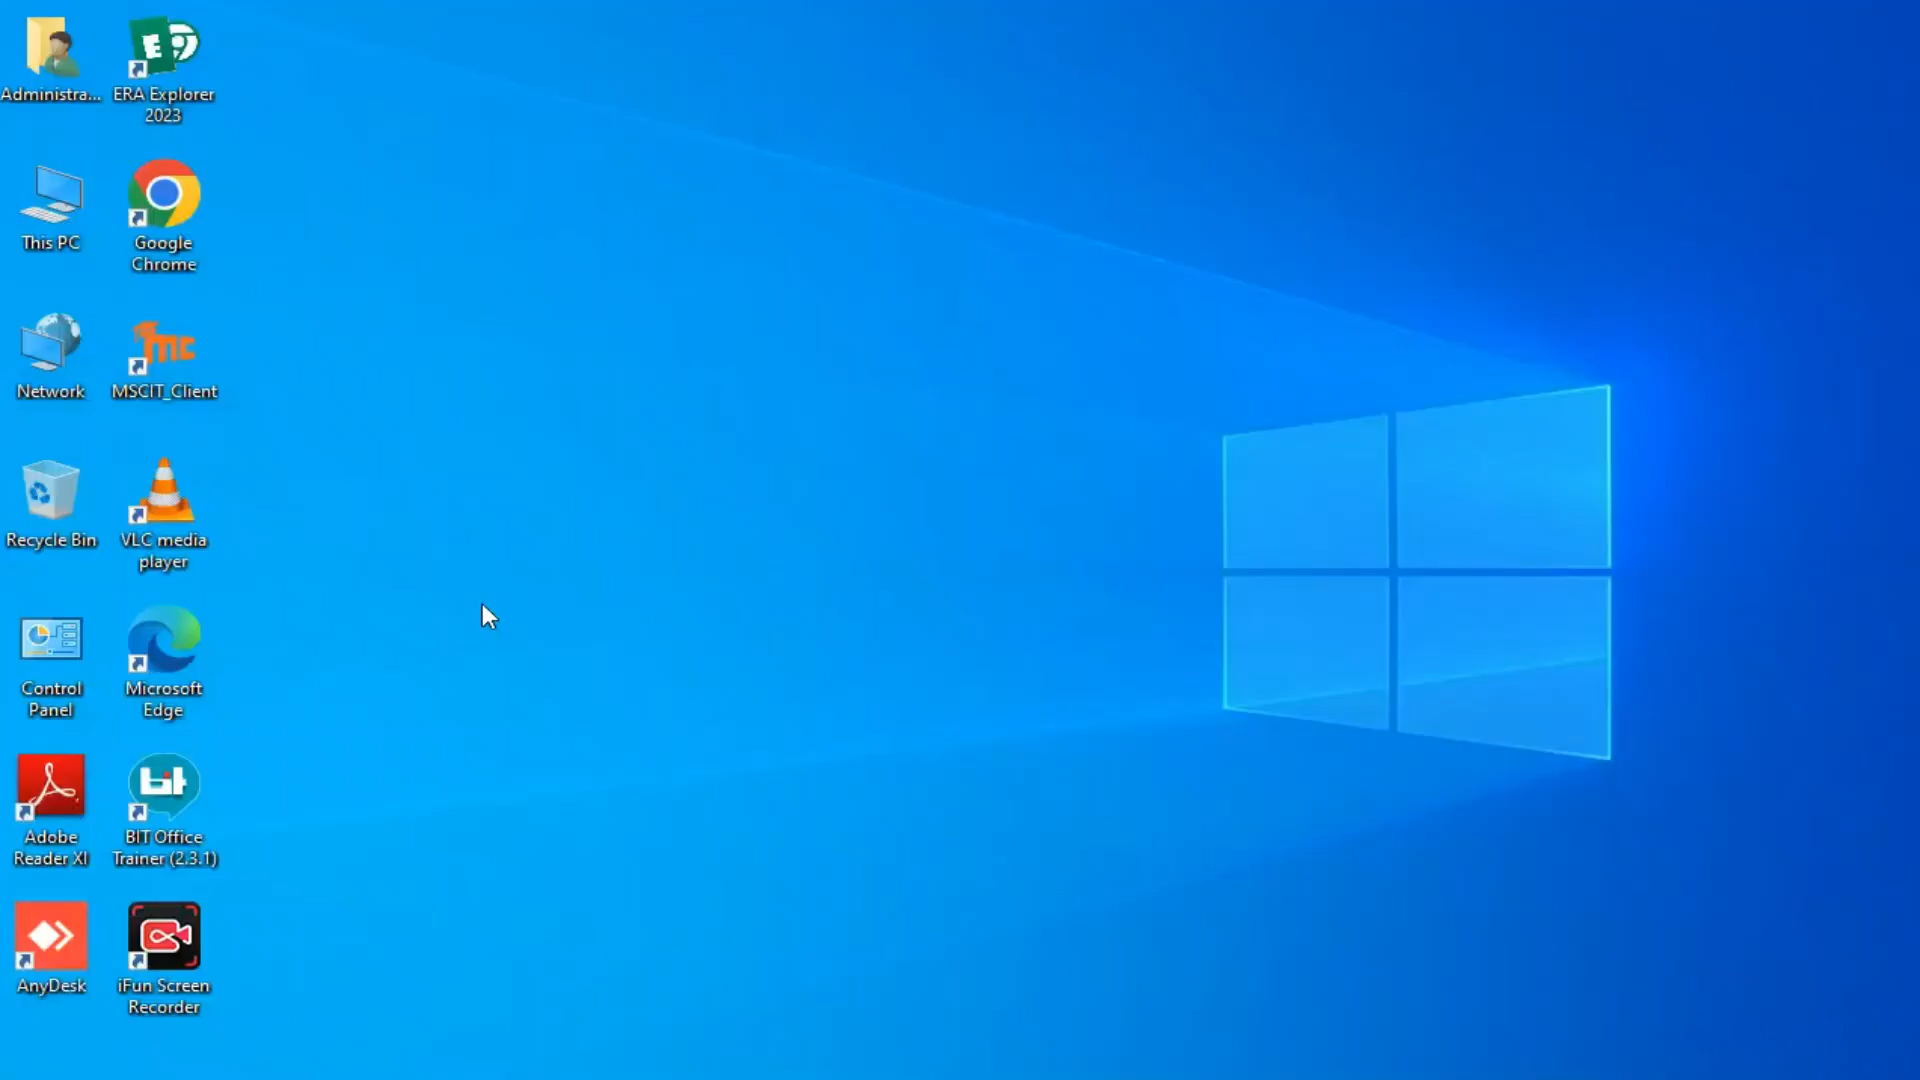 Administra...
ERA Explorer
2023
This PC
Google
Chrome
Network
MSCIT_Client
Recycle Bin
VLC media
player
Control
Panel
Microsoft
Edge
Adobe
Reader XI
BIT Office
Trainer (2.3.1)
AnyDesk
iFun Screen
Recorder